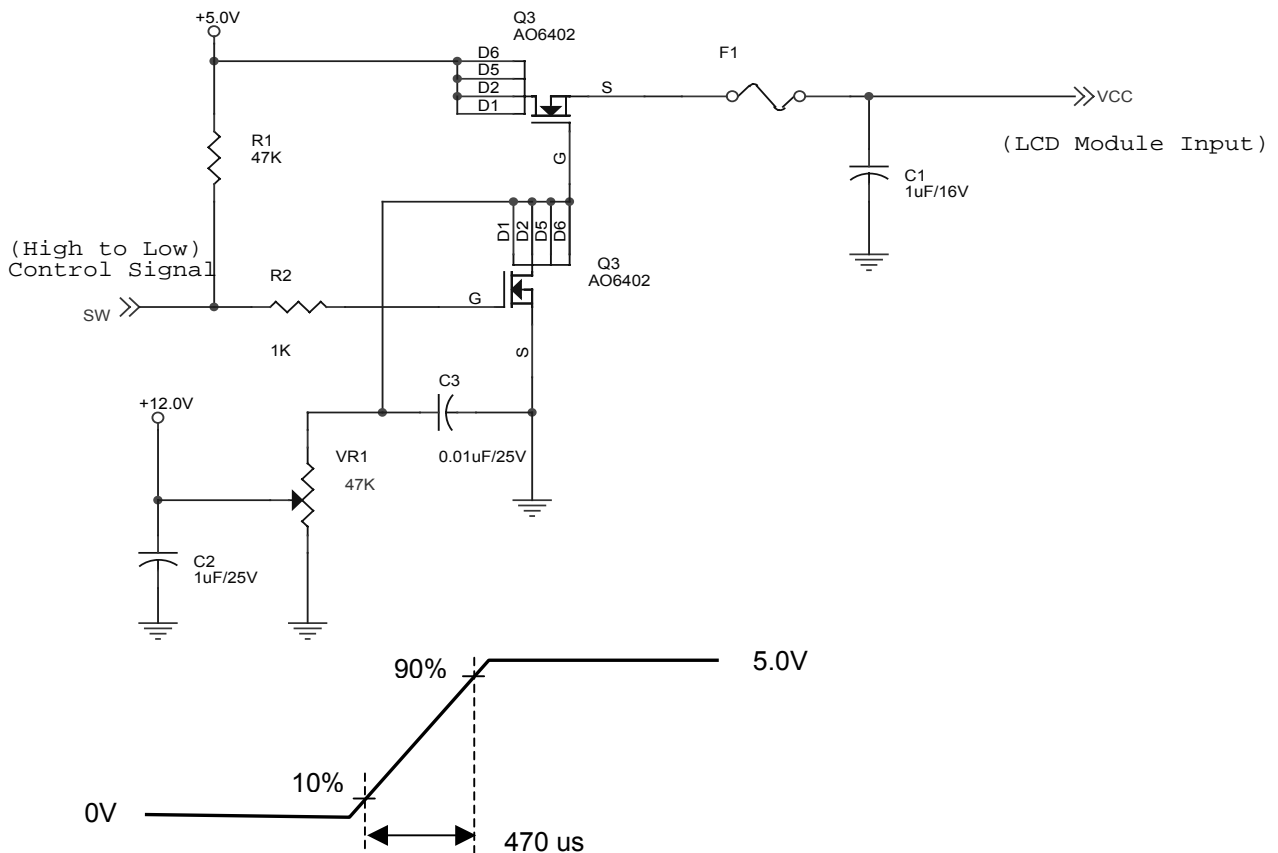 +5.0V
Q3
AO6402
D6
D5
D2
D1
S
F1
VCC
(LCD Module Input)
R1
47K
G
C1
1uF/16V
D1
D2
D5
D6
(High to Low)
Control Signal
Q3
AO6402
R2
G
SW
1K
S
C3
+12.0V
VR1
0.01uF/25V
47K
C2
1uF/25V
90%
5.0V
10%
0V
470 us